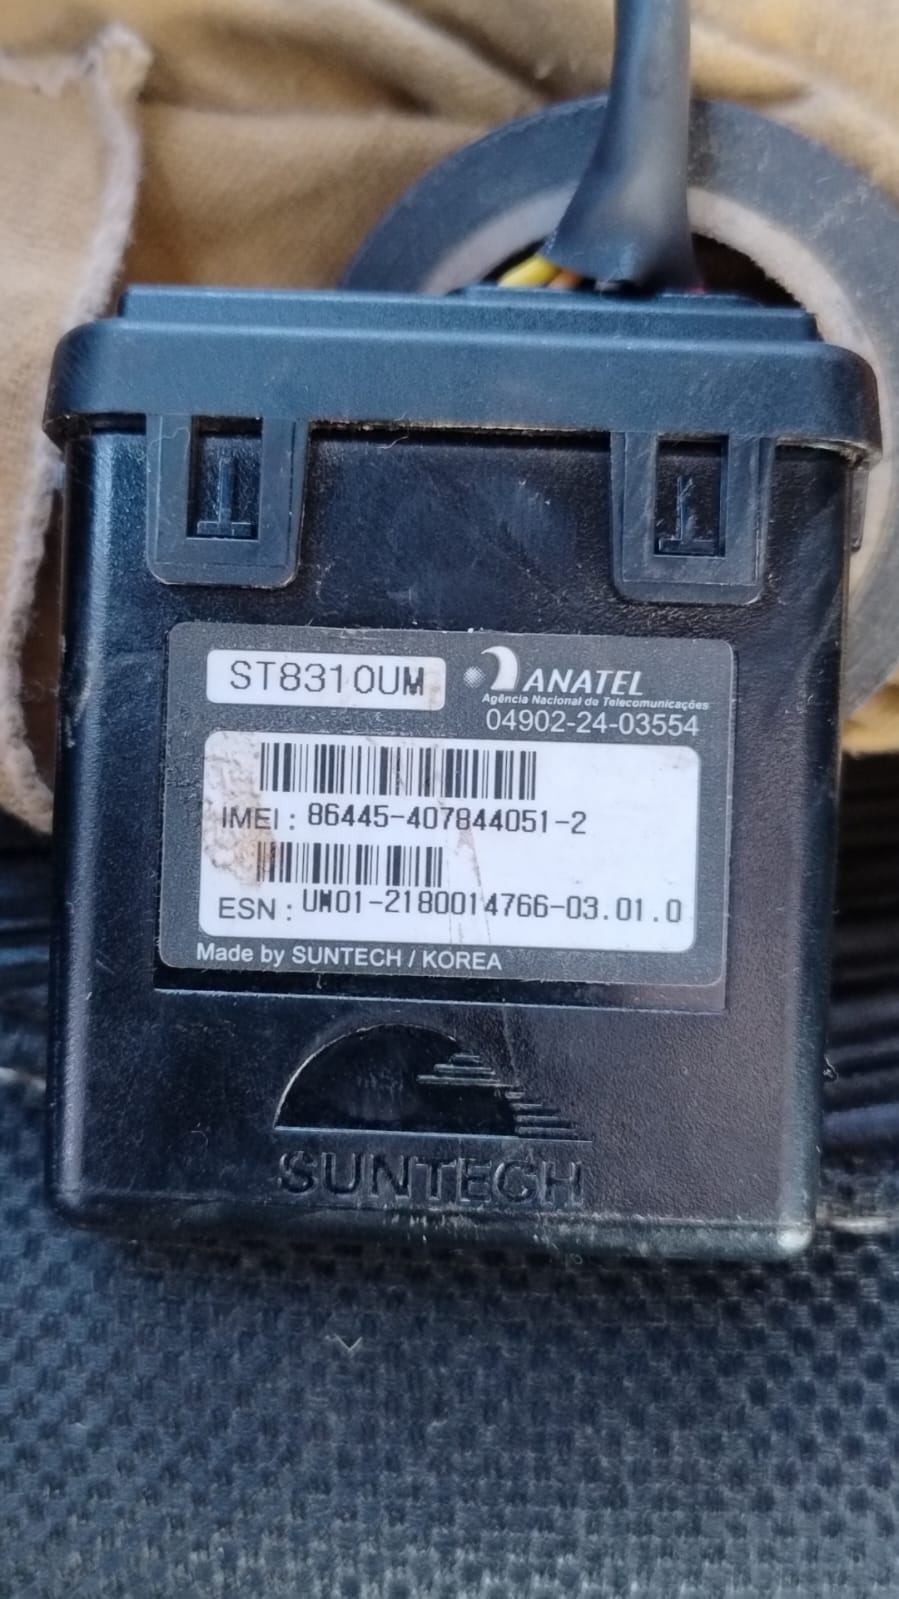 ST8310UM
ANATEL
Agência Nacional de Telecomunicações
04902-24-03554
IMEI : 86445-407844051-2
ESN : UM01-2180014766-03.01.0
Made by SUNTECH / KOREA
SUNTECH